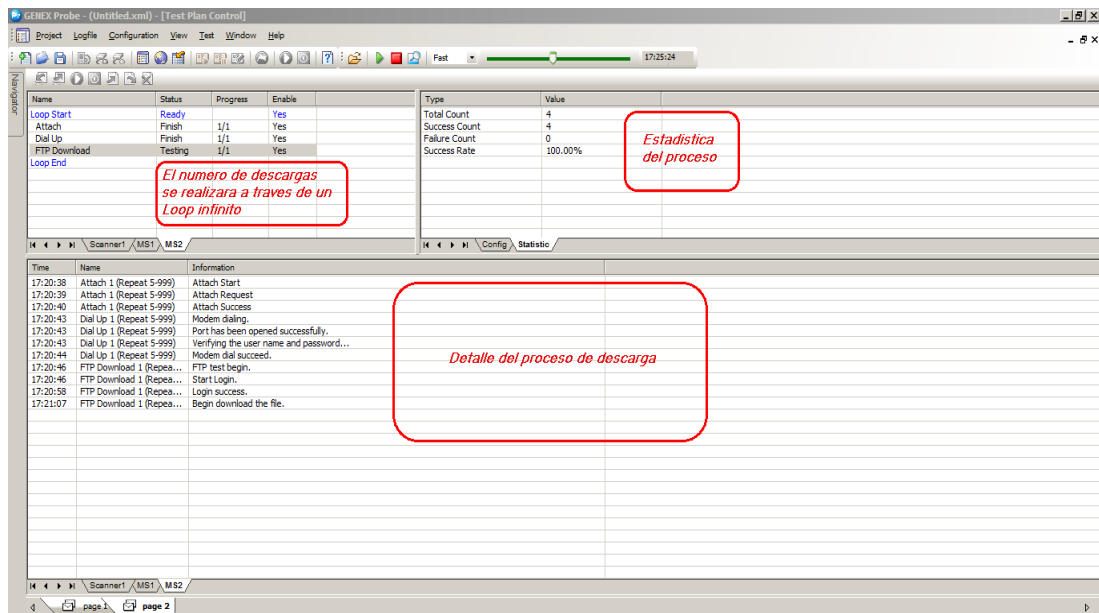 GENEX Probe - (Untitled.xml) - [Test Plan Control]
Project Logfile Configuration View Test Window Help
Fast 17:25:24
Navigator
Name Status Progress Enable
Loop Start Ready Yes
Attach Finish 1/1 Yes
Dial Up Finish 1/1 Yes
FTP Download Testing 1/1 Yes
Loop End
El numero de descargas
se realizara a traves de un
Loop infinito
Scanner1 MS1 MS2
Type Value
Total Count 4
Success Count 4
Failure Count 0
Success Rate 100.00%
Estadistica
del proceso
Config Statistic
Time Name Information
17:20:38 Attach 1 (Repeat 5-999) Attach Start
17:20:39 Attach 1 (Repeat 5-999) Attach Request
17:20:40 Attach 1 (Repeat 5-999) Attach Success
17:20:43 Dial Up 1 (Repeat 5-999) Modem dialing.
17:20:43 Dial Up 1 (Repeat 5-999) Port has been opened successfully.
17:20:43 Dial Up 1 (Repeat 5-999) Verifying the user name and password...
17:20:44 Dial Up 1 (Repeat 5-999) Modem dial succeed.
17:20:46 FTP Download 1 (Repea... FTP test begin.
17:20:46 FTP Download 1 (Repea... Start Login.
17:20:58 FTP Download 1 (Repea... Login success.
17:21:07 FTP Download 1 (Repea... Begin download the file.
Detalle del proceso de descarga
Scanner1 MS1 MS2
page 1 page 2